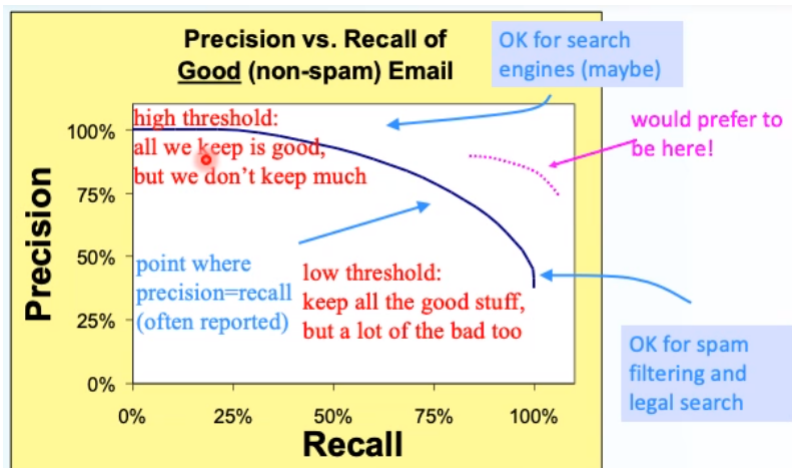 Precision vs. Recall of
Good (non-spam) Email
OK for search
engines (maybe)
would prefer to
be here!
high threshold:
all we keep is good,
but we don't keep much
point where
precision=recall
(often reported)
low threshold:
keep all the good stuff,
but a lot of the bad too
OK for spam
filtering and
legal search
Precision
100%
75%
50%
25%
0%
0% 25% 50% 75% 100%
Recall